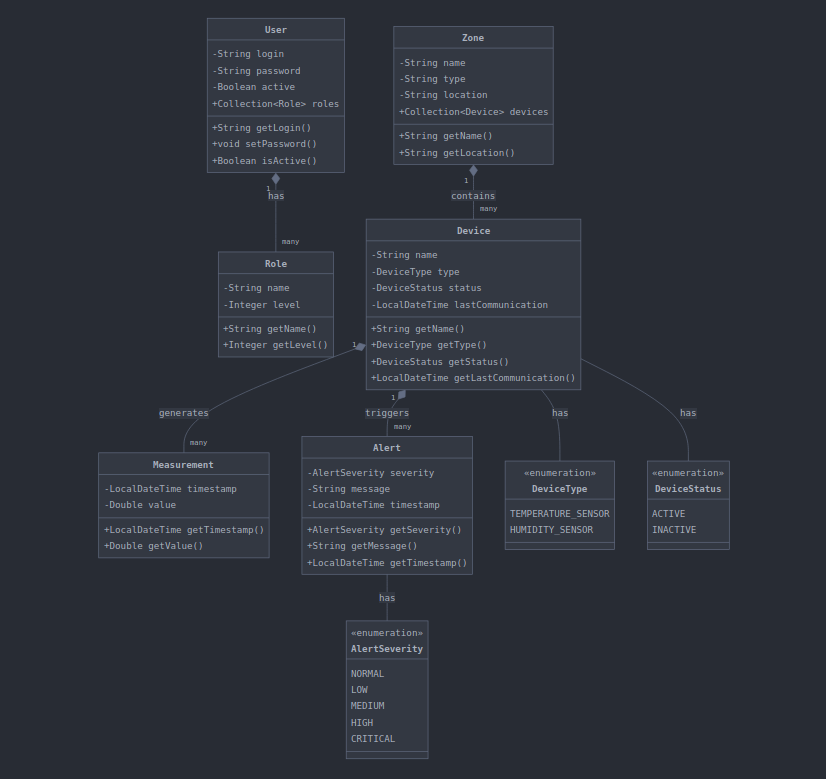 User
-String login
-String password
-Boolean active
+Collection<Role> roles
+String getLogin()
+void setPassword()
+Boolean isActive()
Zone
-String name
-String type
-String location
+Collection<Device> devices
+String getName()
+String getLocation()
1
has
many
1
contains
many
Role
-String name
-Integer level
+String getName()
+Integer getLevel()
Device
-String name
-DeviceType type
-DeviceStatus status
-LocalDateTime lastCommunication
+String getName()
+DeviceType getType()
+DeviceStatus getStatus()
+LocalDateTime getLastCommunication()
1
generates
many
1
triggers
many
has
has
Measurement
-LocalDateTime timestamp
-Double value
+LocalDateTime getTimestamp()
+Double getValue()
Alert
-AlertSeverity severity
-String message
-LocalDateTime timestamp
+AlertSeverity getSeverity()
+String getMessage()
+LocalDateTime getTimestamp()
«enumeration»
DeviceType
TEMPERATURE_SENSOR
HUMIDITY_SENSOR
«enumeration»
DeviceStatus
ACTIVE
INACTIVE
has
«enumeration»
AlertSeverity
NORMAL
LOW
MEDIUM
HIGH
CRITICAL